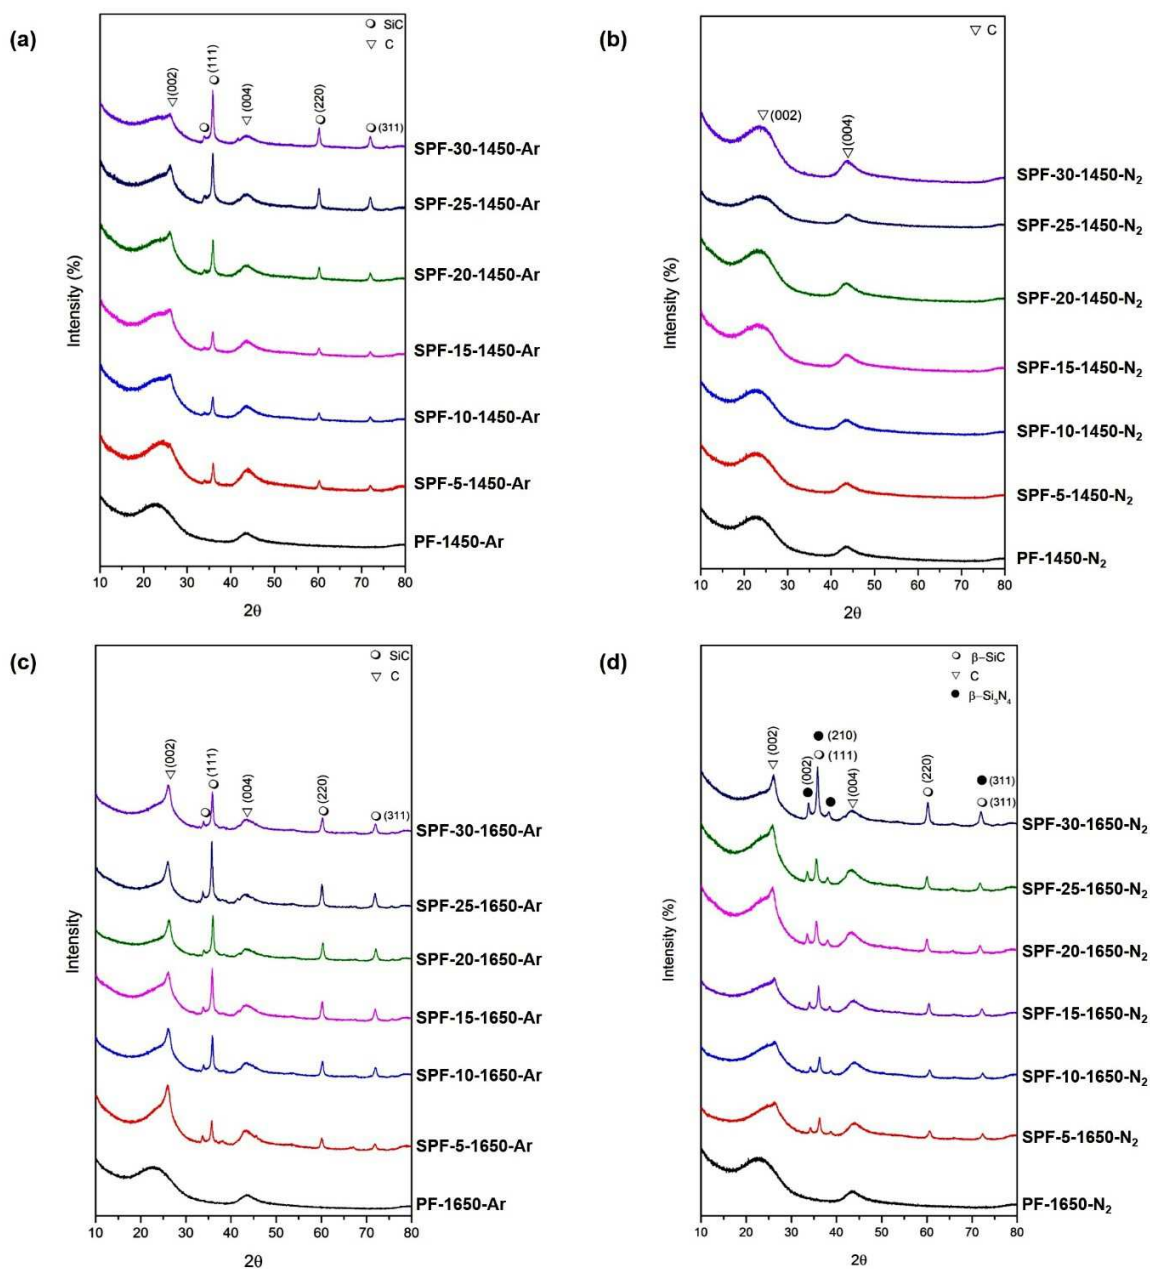 (a)
SiC
C
(002)
(111)
(004)
(220)
(311)
SPF-30-1450-Ar
SPF-25-1450-Ar
SPF-20-1450-Ar
SPF-15-1450-Ar
SPF-10-1450-Ar
SPF-5-1450-Ar
PF-1450-Ar
Intensity (%)
10 20 30 40 50 60 70 80
2θ
(b)
C
(002)
(004)
SPF-30-1450-N₂
SPF-25-1450-N₂
SPF-20-1450-N₂
SPF-15-1450-N₂
SPF-10-1450-N₂
SPF-5-1450-N₂
PF-1450-N₂
Intensity (%)
10 20 30 40 50 60 70 80
2θ
(c)
SiC
C
(002)
(111)
(004)
(220)
(311)
SPF-30-1650-Ar
SPF-25-1650-Ar
SPF-20-1650-Ar
SPF-15-1650-Ar
SPF-10-1650-Ar
SPF-5-1650-Ar
PF-1650-Ar
Intensity
10 20 30 40 50 60 70 80
2θ
(d)
β–SiC
C
β–Si₃N₄
(210)
(111)
(002)
(002)
(004)
(220)
(311)
(311)
SPF-30-1650-N₂
SPF-25-1650-N₂
SPF-20-1650-N₂
SPF-15-1650-N₂
SPF-10-1650-N₂
SPF-5-1650-N₂
PF-1650-N₂
Intensity (%)
10 20 30 40 50 60 70 80
2θ